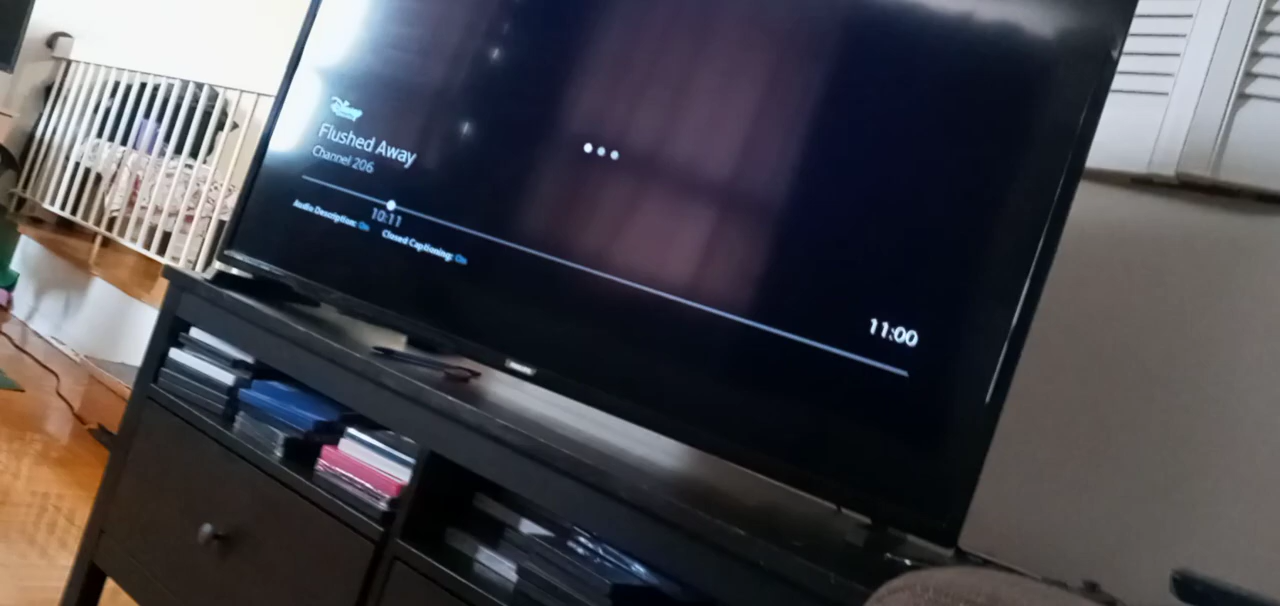 Disney
Flushed Away
Channel 206
10:11
11:00
Audio Description: On
Closed Captioning: On